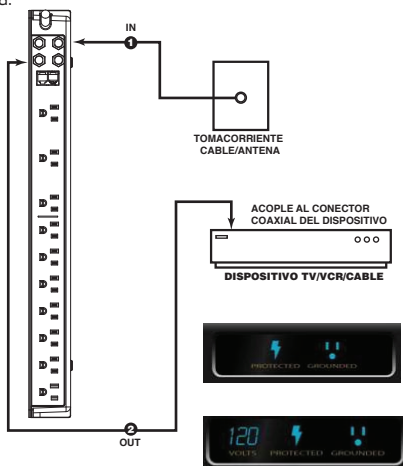 d.
IN
1
TOMACORRIENTE
CABLE/ANTENA
ACOPLE AL CONECTOR
COAXIAL DEL DISPOSITIVO
DISPOSITIVO TV/VCR/CABLE
PROTECTED GROUNDED
120
VOLTS PROTECTED GROUNDED
2
OUT